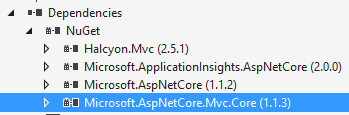 Dependencies
NuGet
Halcyon.Mvc (2.5.1)
Microsoft.ApplicationInsights.AspNetCore (2.0.0)
Microsoft.AspNetCore (1.1.2)
Microsoft.AspNetCore.Mvc.Core (1.1.3)